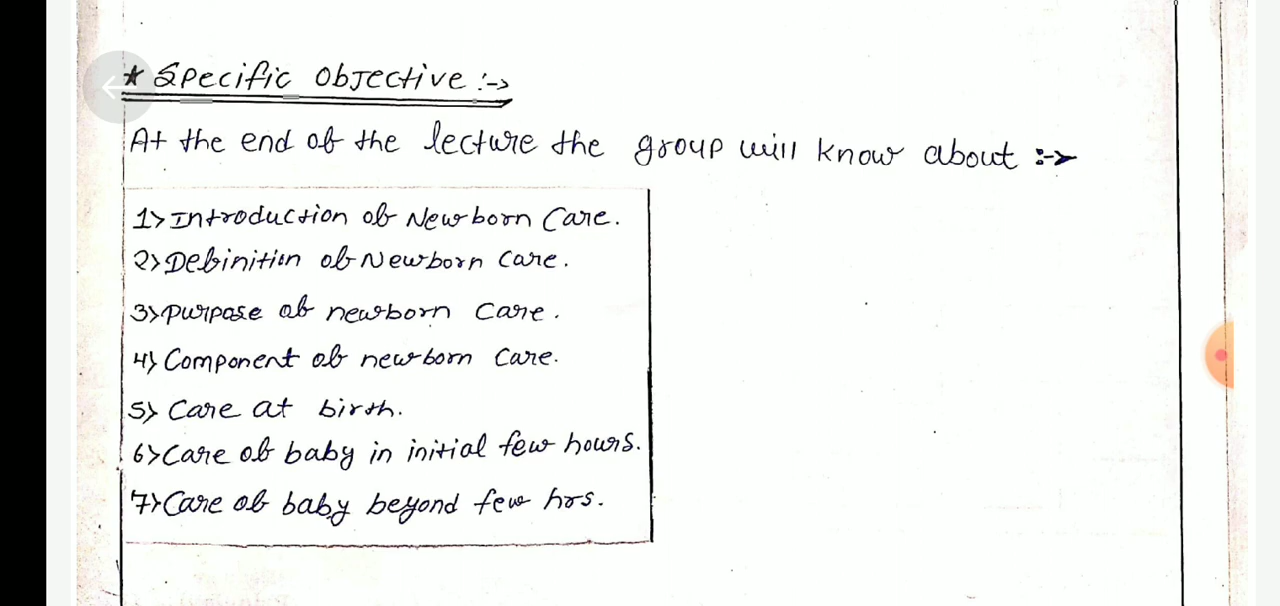 * Specific Objective :->
At the end of the lecture the group will know about :->
1> Introduction of Newborn Care.
2> Definition of Newborn Care.
3> Purpose of newborn Care.
4> Component of newborn Care.
5> Care at birth.
6> Care of baby in initial few hours.
7> Care of baby beyond few hrs.